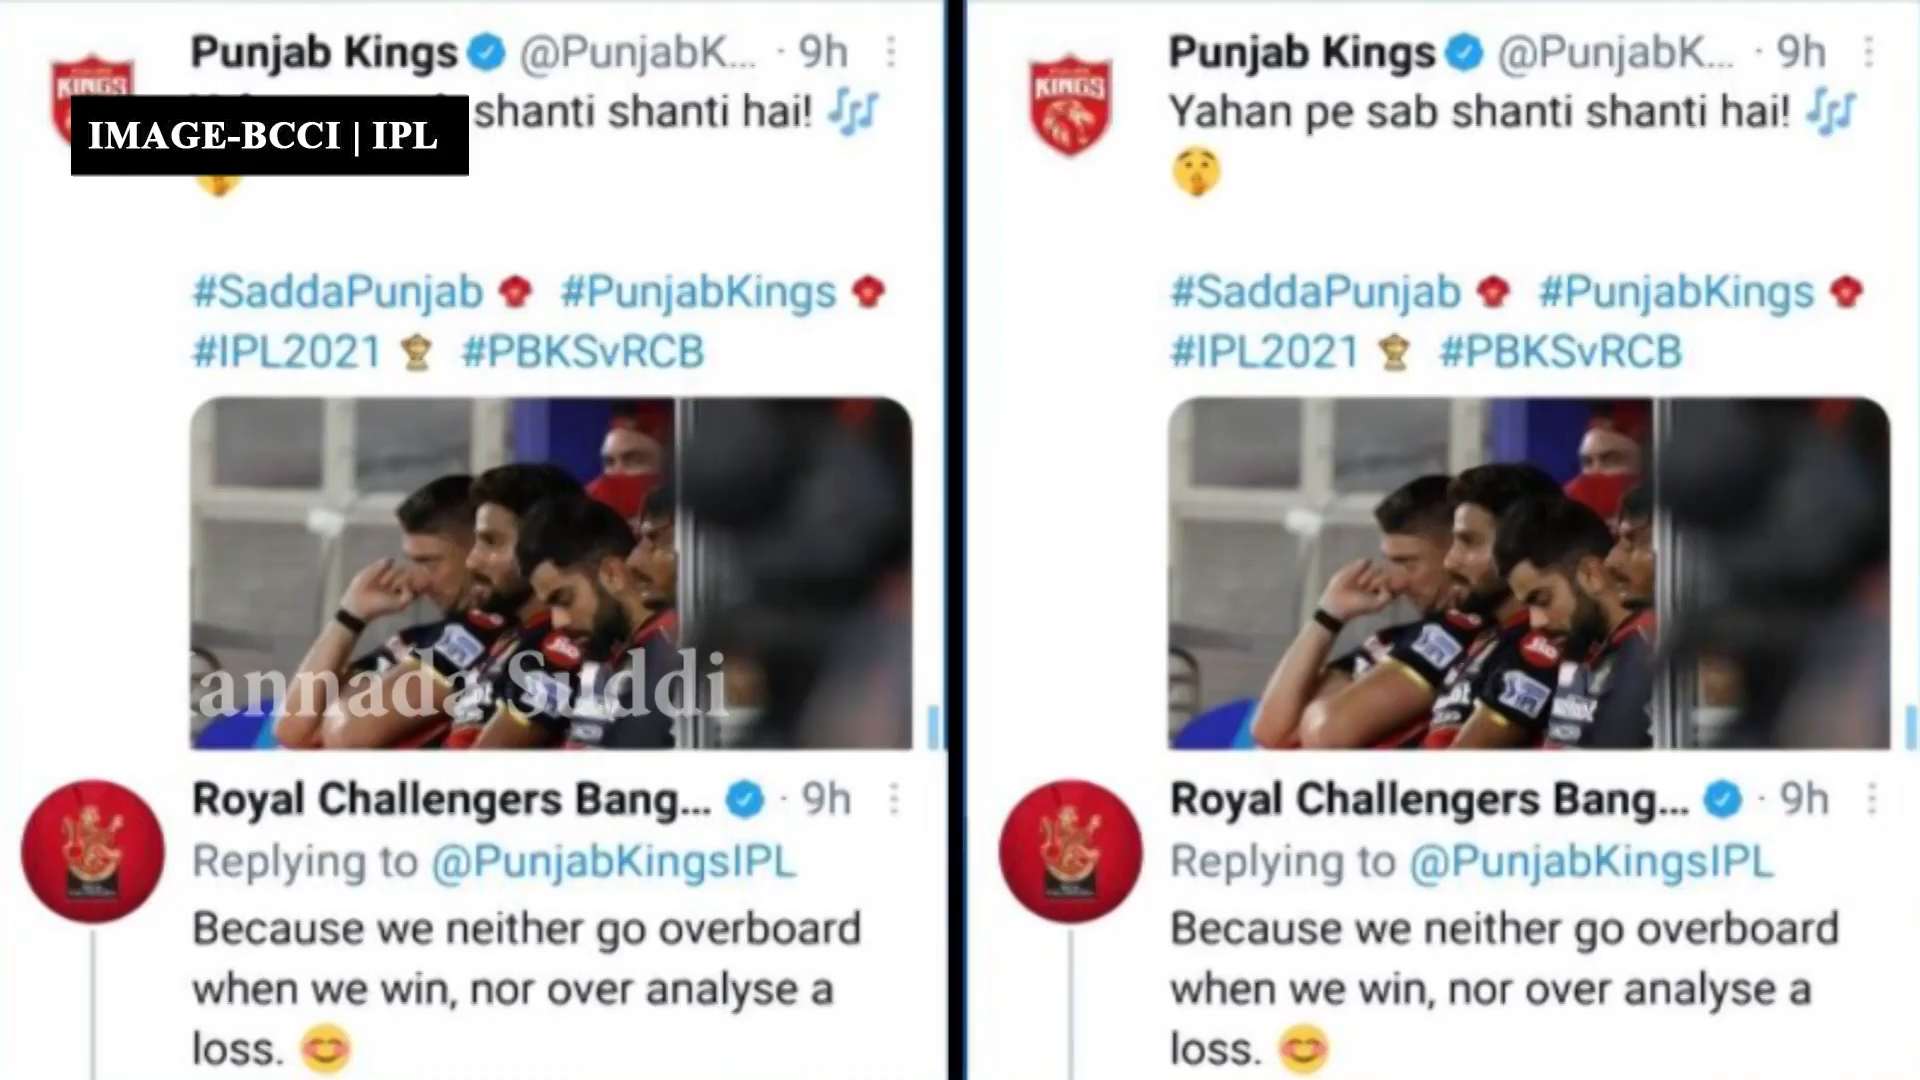 Punjab Kings @PunjabK... · 9h
shanti shanti hai!
IMAGE-BCCI | IPL
#SaddaPunjab #PunjabKings
#IPL2021 #PBKSvRCB
annada Suddi
Royal Challengers Bang... · 9h
Replying to @PunjabKingsIPL
Because we neither go overboard
when we win, nor over analyse a
loss.
Punjab Kings @PunjabK... · 9h
KINGS
Yahan pe sab shanti shanti hai!
#SaddaPunjab #PunjabKings
#IPL2021 #PBKSvRCB
Royal Challengers Bang... · 9h
Replying to @PunjabKingsIPL
Because we neither go overboard
when we win, nor over analyse a
loss.